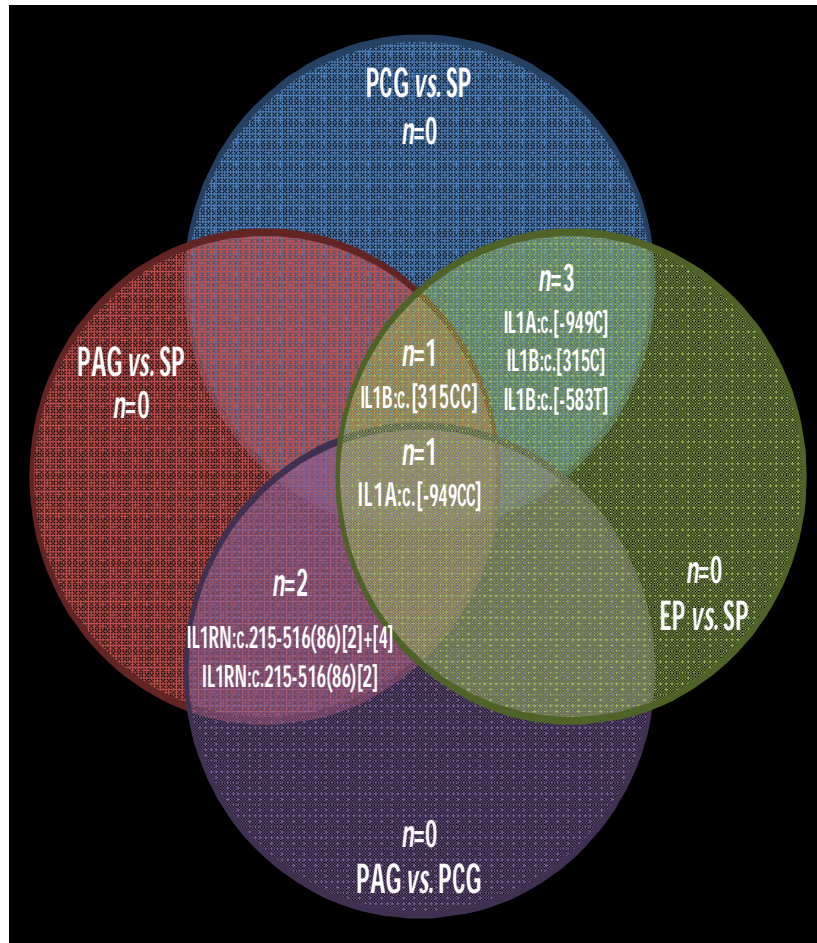 PCG vs. SP
n=0
n=3
IL1A:c.[-949C]
IL1B:c.[315C]
IL1B:c.[-583T]
PAG vs. SP
n=0
n=1
IL1B:c.[315CC]
n=1
IL1A:c.[-949CC]
n=2
IL1RN:c.215-516(86)[2]+[4]
IL1RN:c.215-516(86)[2]
n=0
EP vs. SP
n=0
PAG vs. PCG